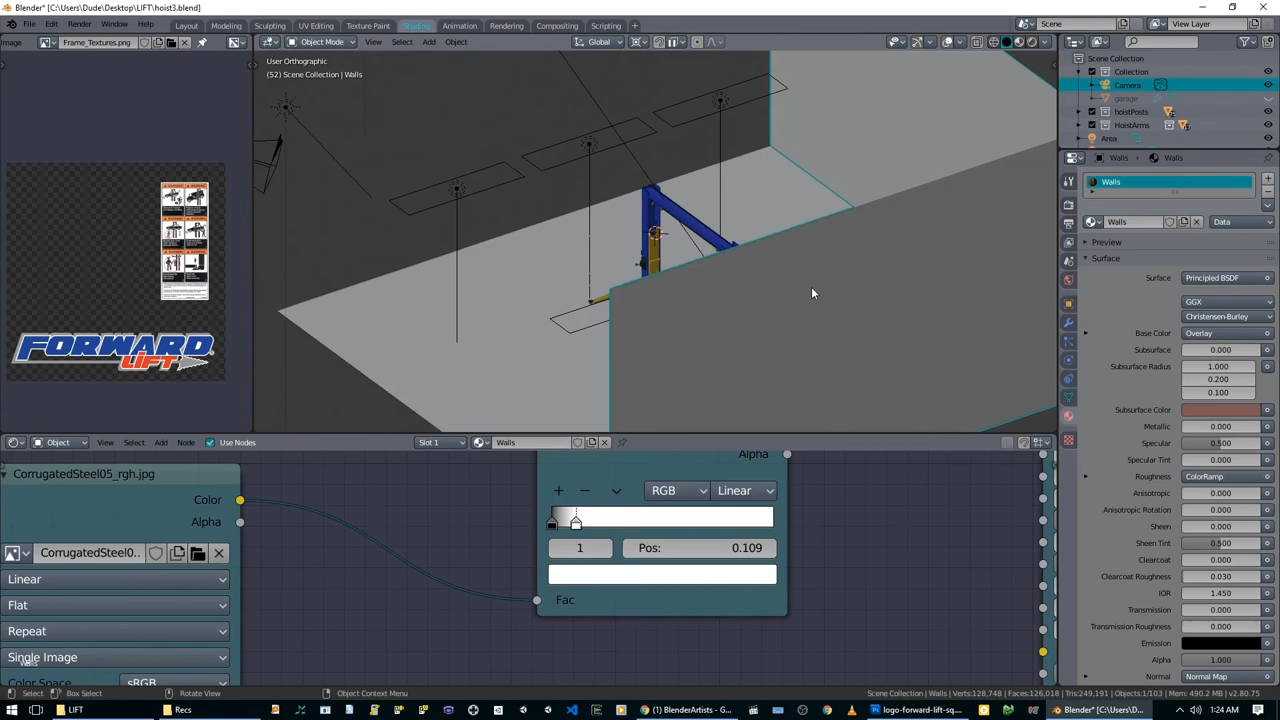 Blender* [C:\Users\Dude\Desktop\LIFT\hoist3.blend]
File Edit Render Window Help Layout Modeling Sculpting UV Editing Texture Paint Shading Animation Rendering Compositing Scripting + Scene View Layer
Image Frame_Textures.png Object Mode View Select Add Object Global
User Orthographic
(52) Scene Collection | Walls
Scene Collection
Collection
Camera
garage
hoistPosts
HoistArms
Area
Walls Walls
Walls
Walls Data
Preview
Surface
Surface: Principled BSDF
GGX
Christensen-Burley
Base Color Overlay
Subsurface 0.000
Subsurface Radius 1.000
0.200
0.100
Subsurface Color
Metallic 0.000
Specular 0.500
Specular Tint 0.000
Roughness ColorRamp
Anisotropic 0.000
Anisotropic Rotation 0.000
Sheen 0.000
Sheen Tint 0.500
Clearcoat 0.000
Clearcoat Roughness 0.030
IOR 1.450
Transmission 0.000
Transmission Roughness 0.000
Emission
Alpha 1.000
Normal Normal Map
FORWARD
LIFT
Object View Select Add Node Use Nodes Slot 1 Walls
CorrugatedSteel05_rgh.jpg
Color
Alpha
CorrugatedSteel0..
Linear
Flat
Repeat
Single Image
Color Space sRGB
Alpha
+ − RGB Linear
1 Pos: 0.109
Fac
Select Box Select Rotate View Object Context Menu
Scene Collection | Walls | Verts:128,748 | Faces:126,018 | Tris:249,191 | Objects:1/103 | Mem: 490.2 MB | v2.80.75
LIFT Recs (1) BlenderArtists - G... logo-forward-lift-sq... Blender* [C:\Users\D... 1:24 AM